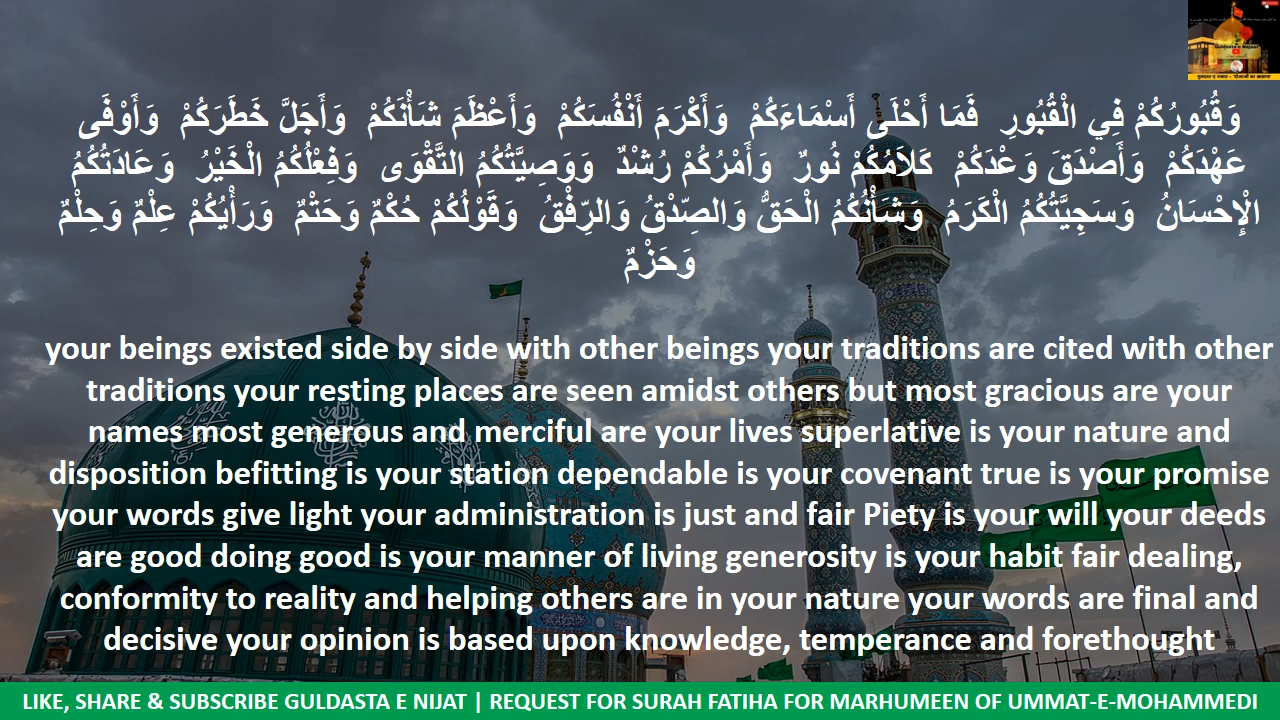 وَقُبُورُكُمْ فِي الْقُبُورِ فَمَا أَحْلَى أَسْمَاءَكُمْ وَأَكْرَمَ أَنْفُسَكُمْ وَأَعْظَمَ شَأْنَكُمْ وَأَجَلَّ خَطَرَكُمْ وَأَوْفَى
عَهْدَكُمْ وَأَصْدَقَ وَعْدَكُمْ كَلاَمُكُمْ نُورٌ وَأَمْرُكُمْ رُشْدٌ وَوَصِيَّتُكُمُ التَّقْوَى وَفِعْلُكُمُ الْخَيْرُ وَعَادَتُكُمُ
الْإِحْسَانُ وَسَجِيَّتُكُمُ الْكَرَمُ وَشَأْنُكُمُ الْحَقُّ وَالصِّدْقُ وَالرِّفْقُ وَقَوْلُكُمْ حُكْمٌ وَحَتْمٌ وَرَأْيُكُمْ عِلْمٌ وَحِلْمٌ
وَحَزْمٌ
your beings existed side by side with other beings your traditions are cited with other
traditions your resting places are seen amidst others but most gracious are your
names most generous and merciful are your lives superlative is your nature and
disposition befitting is your station dependable is your covenant true is your promise
your words give light your administration is just and fair Piety is your will your deeds
are good doing good is your manner of living generosity is your habit fair dealing,
conformity to reality and helping others are in your nature your words are final and
decisive your opinion is based upon knowledge, temperance and forethought
LIKE, SHARE & SUBSCRIBE GULDASTA E NIJAT | REQUEST FOR SURAH FATIHA FOR MARHUMEEN OF UMMAT-E-MOHAMMEDI